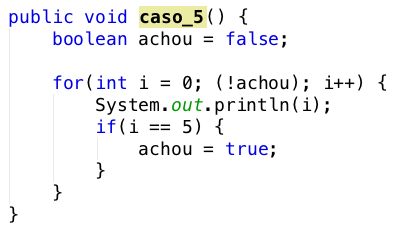 public void caso_5() {
    boolean achou = false;

    for(int i = 0; (!achou); i++) {
        System.out.println(i);
        if(i == 5) {
            achou = true;
        }
    }
}